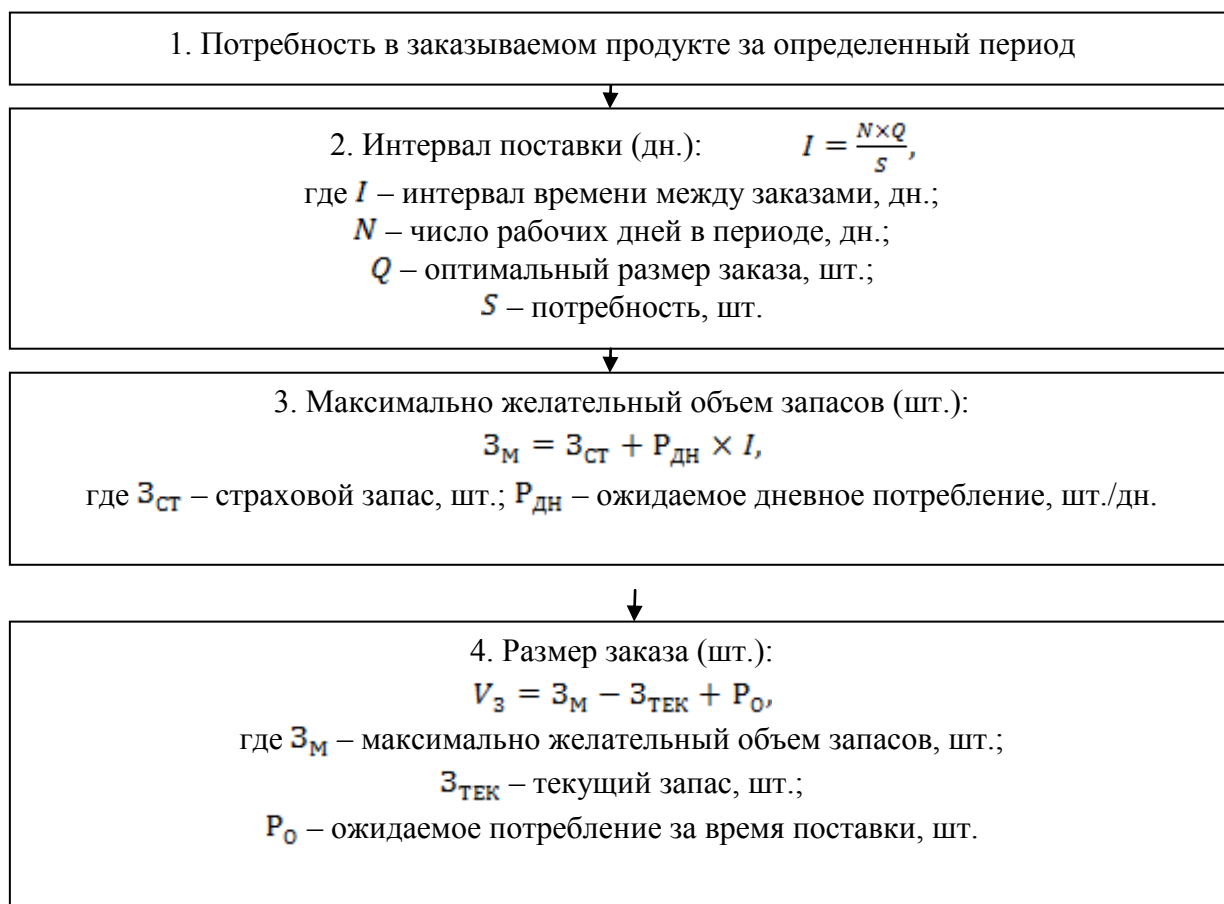 1. Потребность в заказываемом продукте за определенный период
2. Интервал поставки (дн.): I = N×Q/S,
где I – интервал времени между заказами, дн.;
N – число рабочих дней в периоде, дн.;
Q – оптимальный размер заказа, шт.;
S – потребность, шт.
3. Максимально желательный объем запасов (шт.):
З_М = З_СТ + Р_ДН × I,
где З_СТ – страховой запас, шт.; Р_ДН – ожидаемое дневное потребление, шт./дн.
4. Размер заказа (шт.):
V_З = З_М − З_ТЕК + Р_О,
где З_М – максимально желательный объем запасов, шт.;
З_ТЕК – текущий запас, шт.;
Р_О – ожидаемое потребление за время поставки, шт.